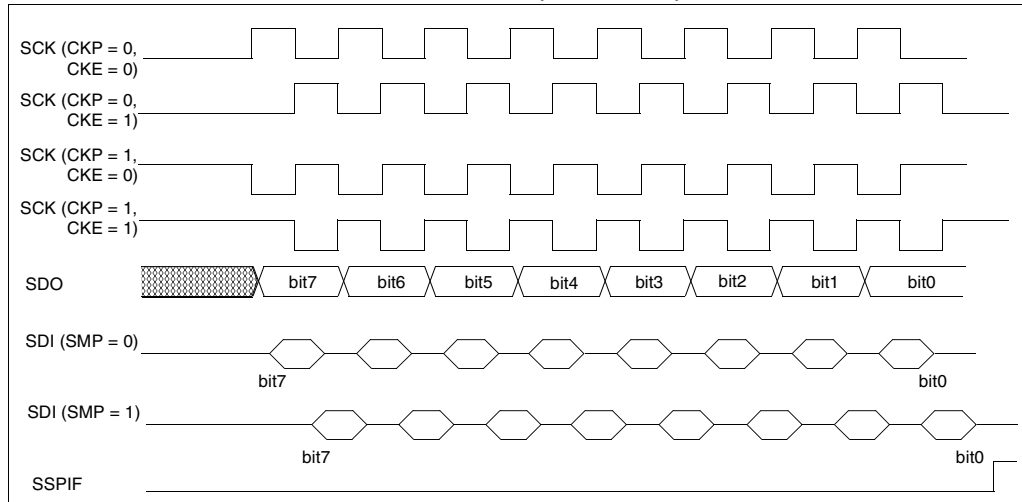 SCK (CKP = 0,
CKE = 0)
SCK (CKP = 0,
CKE = 1)
SCK (CKP = 1,
CKE = 0)
SCK (CKP = 1,
CKE = 1)
SDO bit7 bit6 bit5 bit4 bit3 bit2 bit1 bit0
SDI (SMP = 0)
bit7 bit0
SDI (SMP = 1)
bit7 bit0
SSPIF